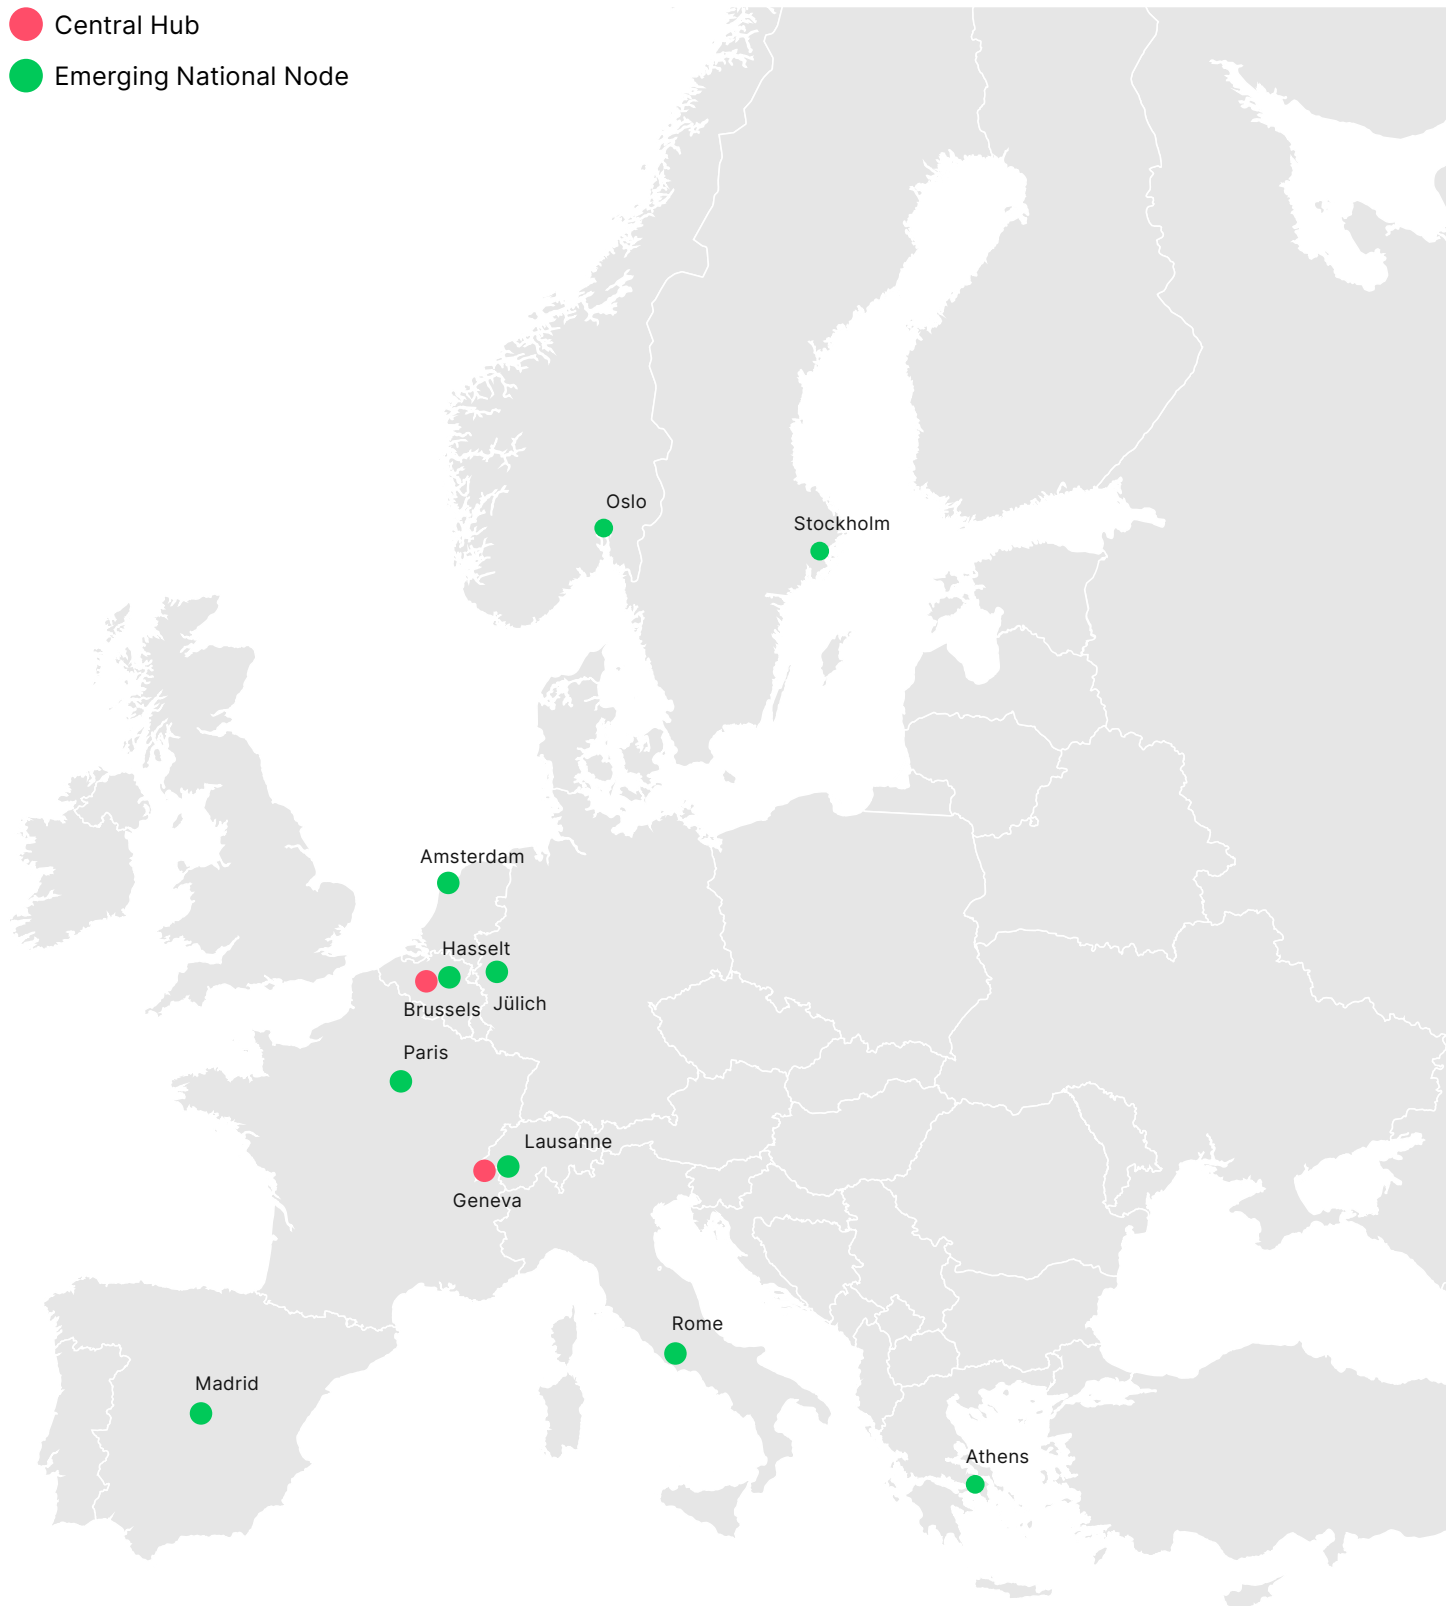 Central Hub
Emerging National Node
Oslo
Stockholm
Amsterdam
Hasselt
Brussels
Jülich
Paris
Lausanne
Geneva
Rome
Madrid
Athens